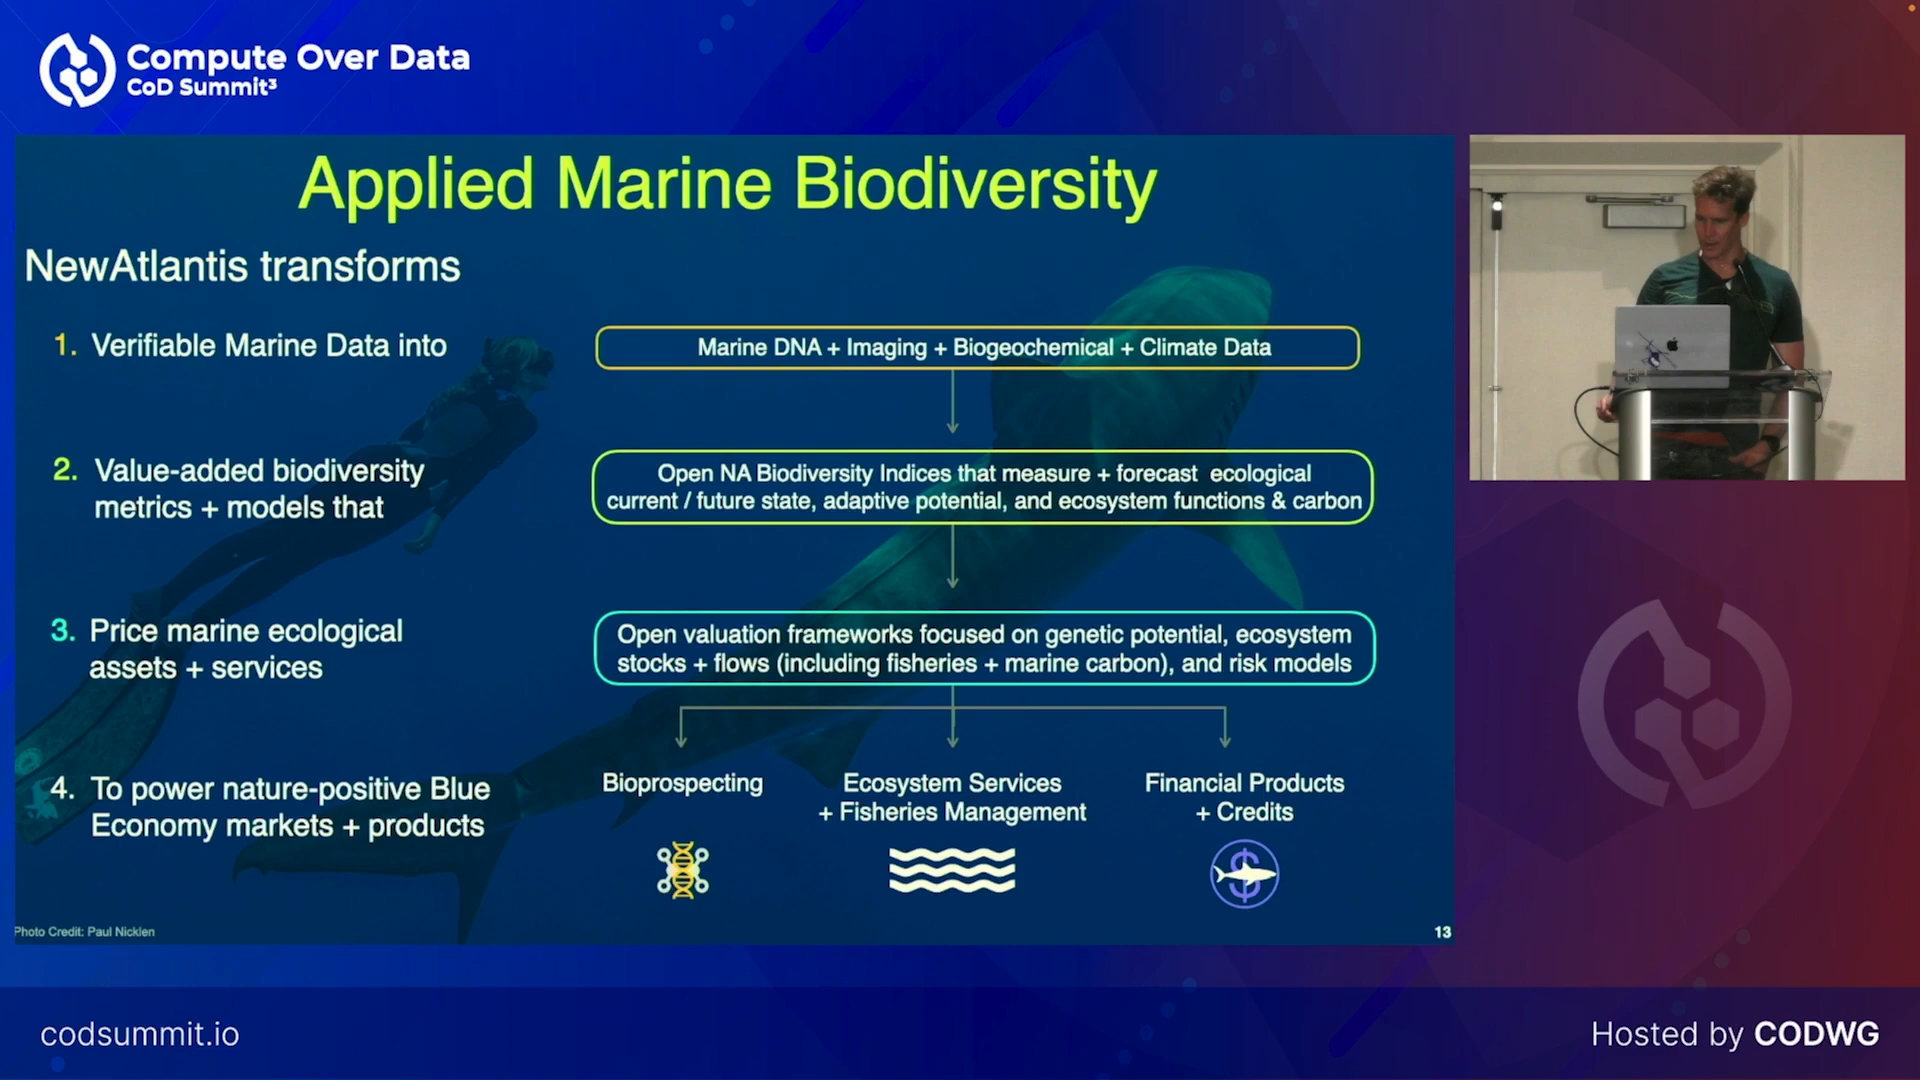 Compute Over Data
CoD Summit³
Applied Marine Biodiversity
NewAtlantis transforms
1. Verifiable Marine Data into
Marine DNA + Imaging + Biogeochemical + Climate Data
2. Value-added biodiversity
metrics + models that
Open NA Biodiversity Indices that measure + forecast ecological
current / future state, adaptive potential, and ecosystem functions & carbon
3. Price marine ecological
assets + services
Open valuation frameworks focused on genetic potential, ecosystem
stocks + flows (including fisheries + marine carbon), and risk models
4. To power nature-positive Blue
Economy markets + products
Bioprospecting
Ecosystem Services
+ Fisheries Management
Financial Products
+ Credits
$
Photo Credit: Paul Nicklen
13
codsummit.io
Hosted by CODWG